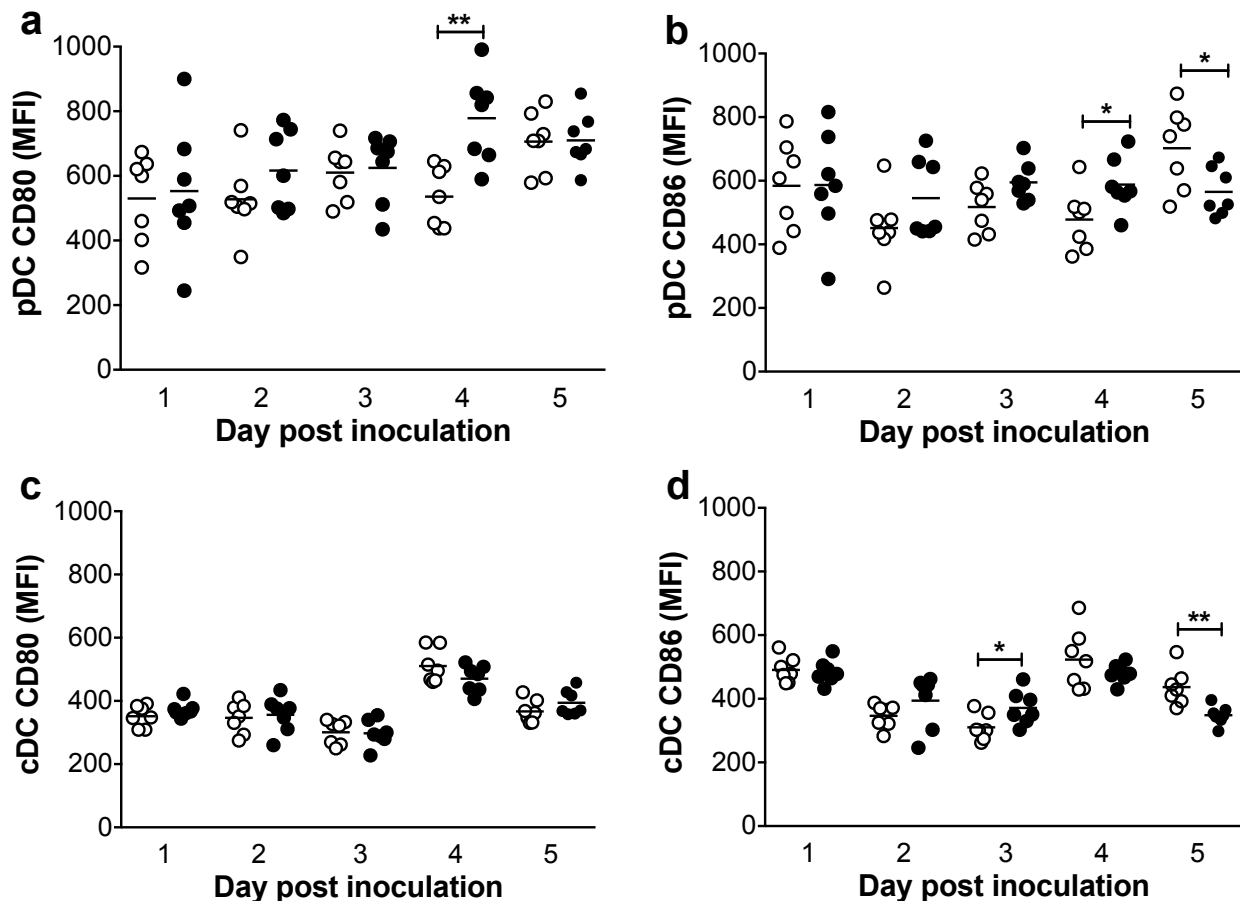 a
pDC CD80 (MFI)
1000
800
600
400
200
0
**
1 2 3 4 5
Day post inoculation
b
pDC CD86 (MFI)
1000
800
600
400
200
0
*
*
1 2 3 4 5
Day post inoculation
c
cDC CD80 (MFI)
1000
800
600
400
200
0
1 2 3 4 5
Day post inoculation
d
cDC CD86 (MFI)
1000
800
600
400
200
0
*
**
1 2 3 4 5
Day post inoculation